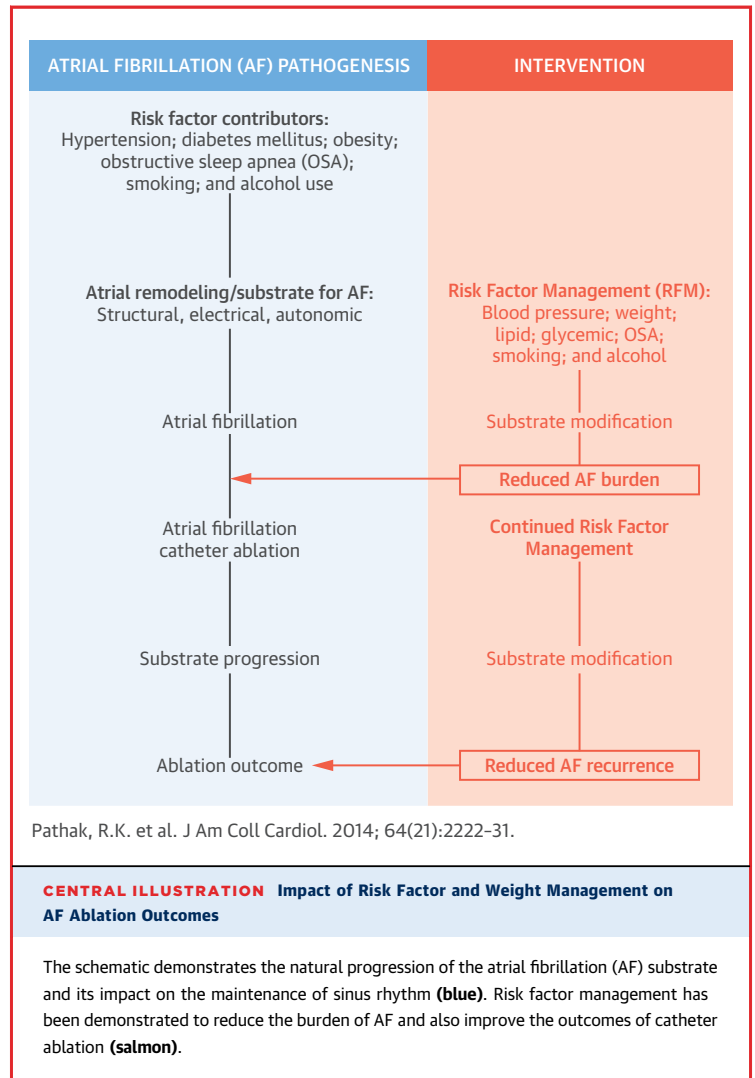 ATRIAL FIBRILLATION (AF) PATHOGENESIS
INTERVENTION
Risk factor contributors:
Hypertension; diabetes mellitus; obesity;
obstructive sleep apnea (OSA);
smoking; and alcohol use
Atrial remodeling/substrate for AF:
Structural, electrical, autonomic
Risk Factor Management (RFM):
Blood pressure; weight;
lipid; glycemic; OSA;
smoking; and alcohol
Atrial fibrillation
Substrate modification
Reduced AF burden
Atrial fibrillation
catheter ablation
Continued Risk Factor
Management
Substrate progression
Substrate modification
Ablation outcome
Reduced AF recurrence
Pathak, R.K. et al. J Am Coll Cardiol. 2014; 64(21):2222–31.
CENTRAL ILLUSTRATION Impact of Risk Factor and Weight Management on
AF Ablation Outcomes
The schematic demonstrates the natural progression of the atrial fibrillation (AF) substrate
and its impact on the maintenance of sinus rhythm (blue). Risk factor management has
been demonstrated to reduce the burden of AF and also improve the outcomes of catheter
ablation (salmon).